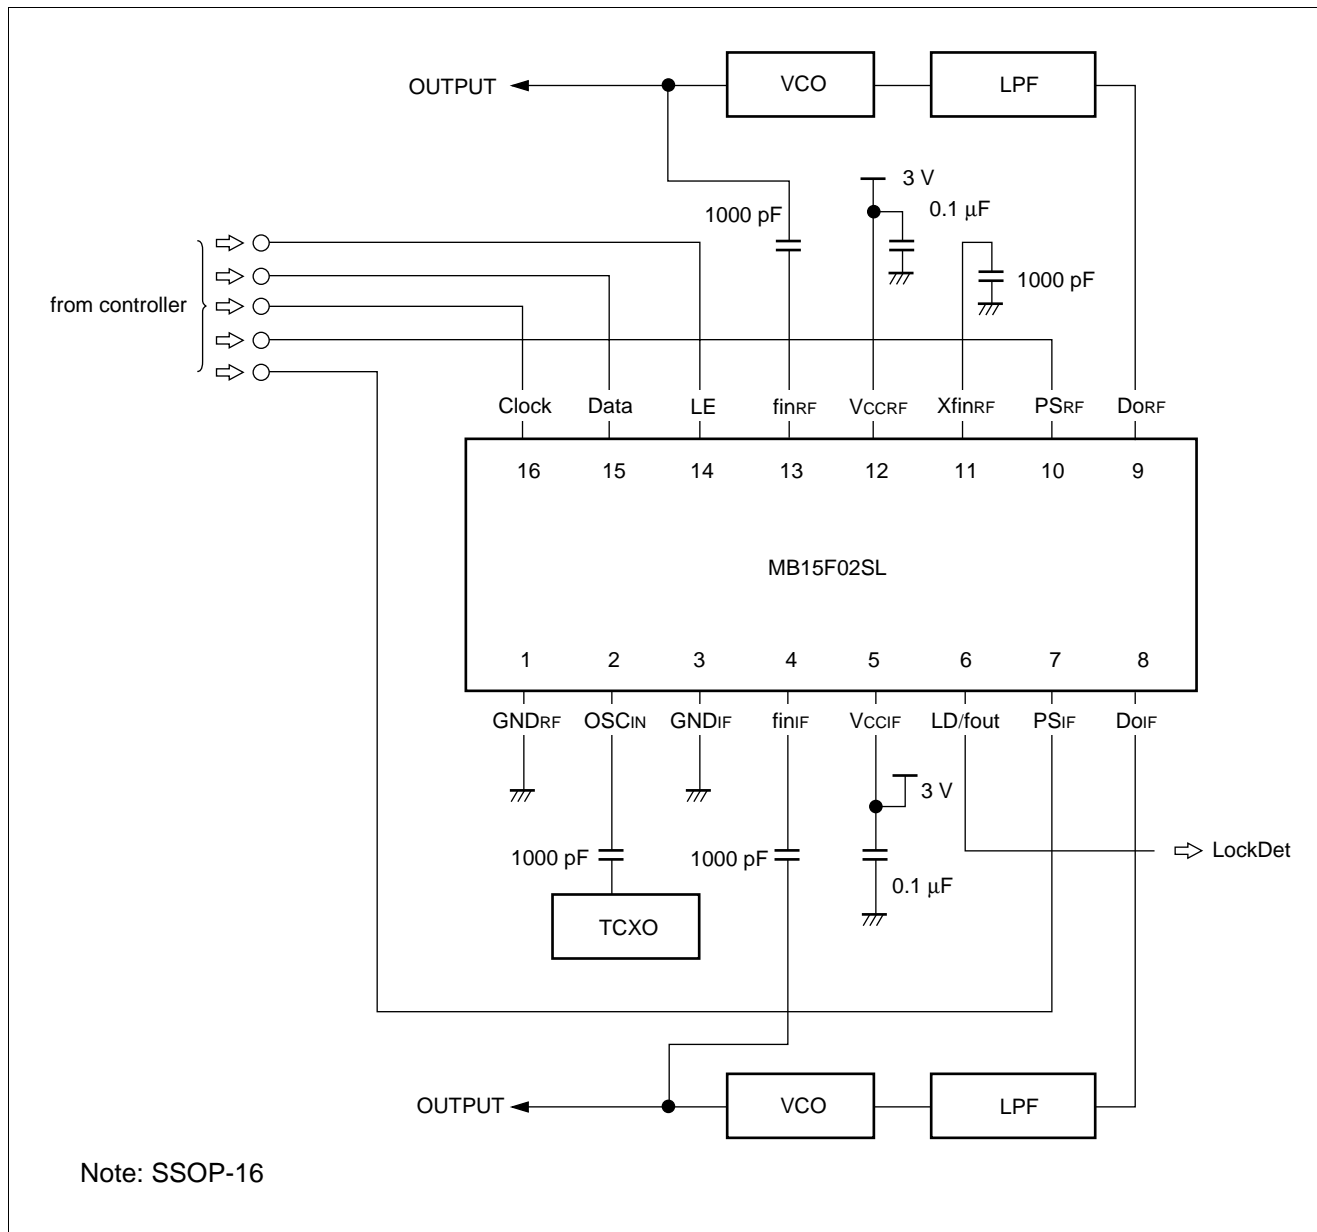 OUTPUT
VCO
LPF
3 V
1000 pF
0.1 μF
1000 pF
from controller
Clock Data LE finRF VCCRF XfinRF PSRF DoRF
16 15 14 13 12 11 10 9
MB15F02SL
1 2 3 4 5 6 7 8
GNDRF OSCIN GNDIF finIF VCCIF LD/fout PSIF DoIF
3 V
1000 pF
1000 pF
LockDet
0.1 μF
TCXO
OUTPUT
VCO
LPF
Note: SSOP-16